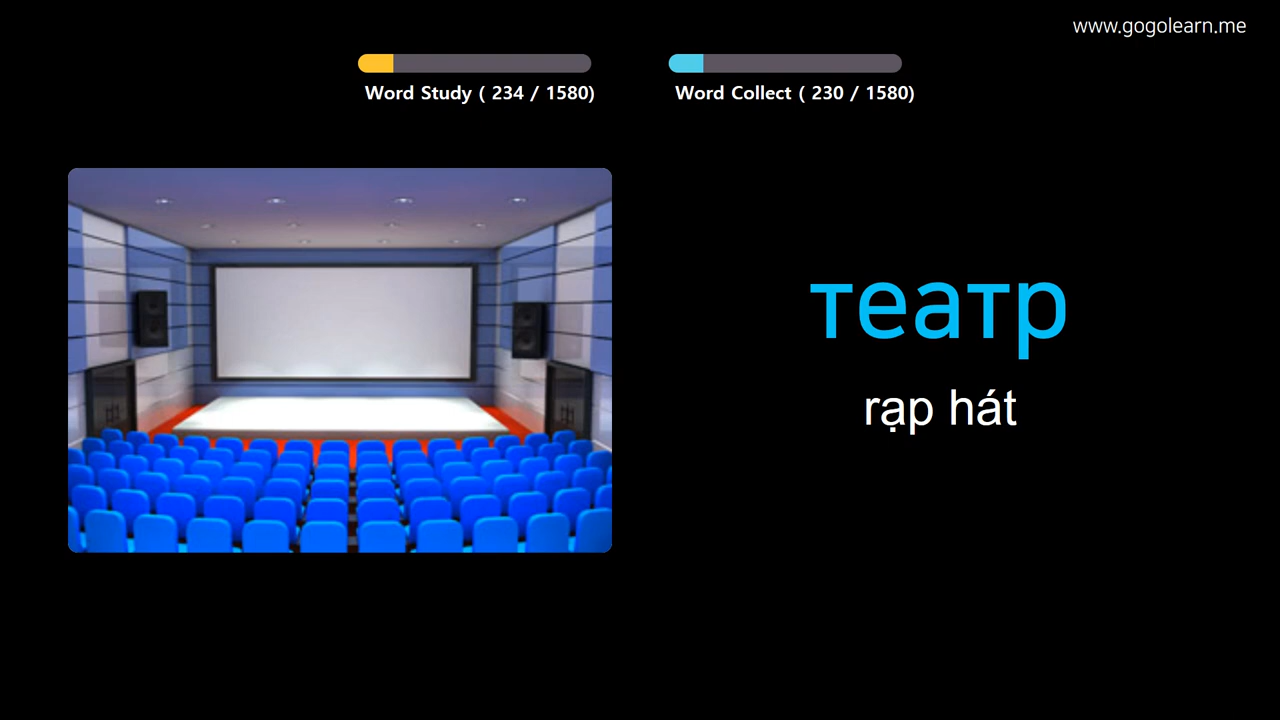 www.gogolearn.me
Word Study ( 234 / 1580)
Word Collect ( 230 / 1580)
театр
rạp hát